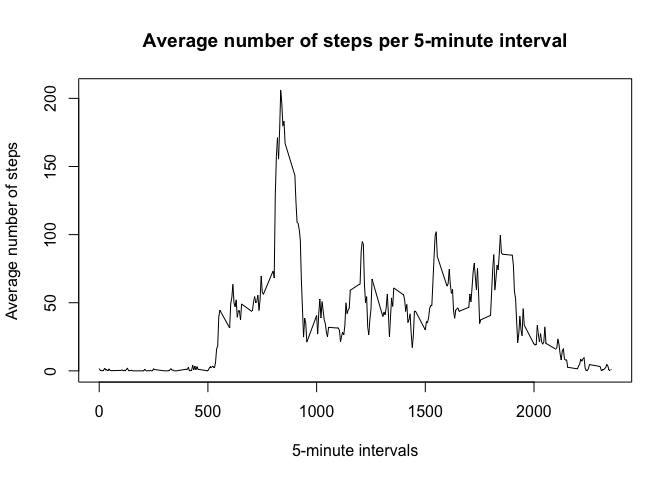 Average number of steps per 5-minute interval
Average number of steps
200
150
100
50
0
0 500 1000 1500 2000
5-minute intervals